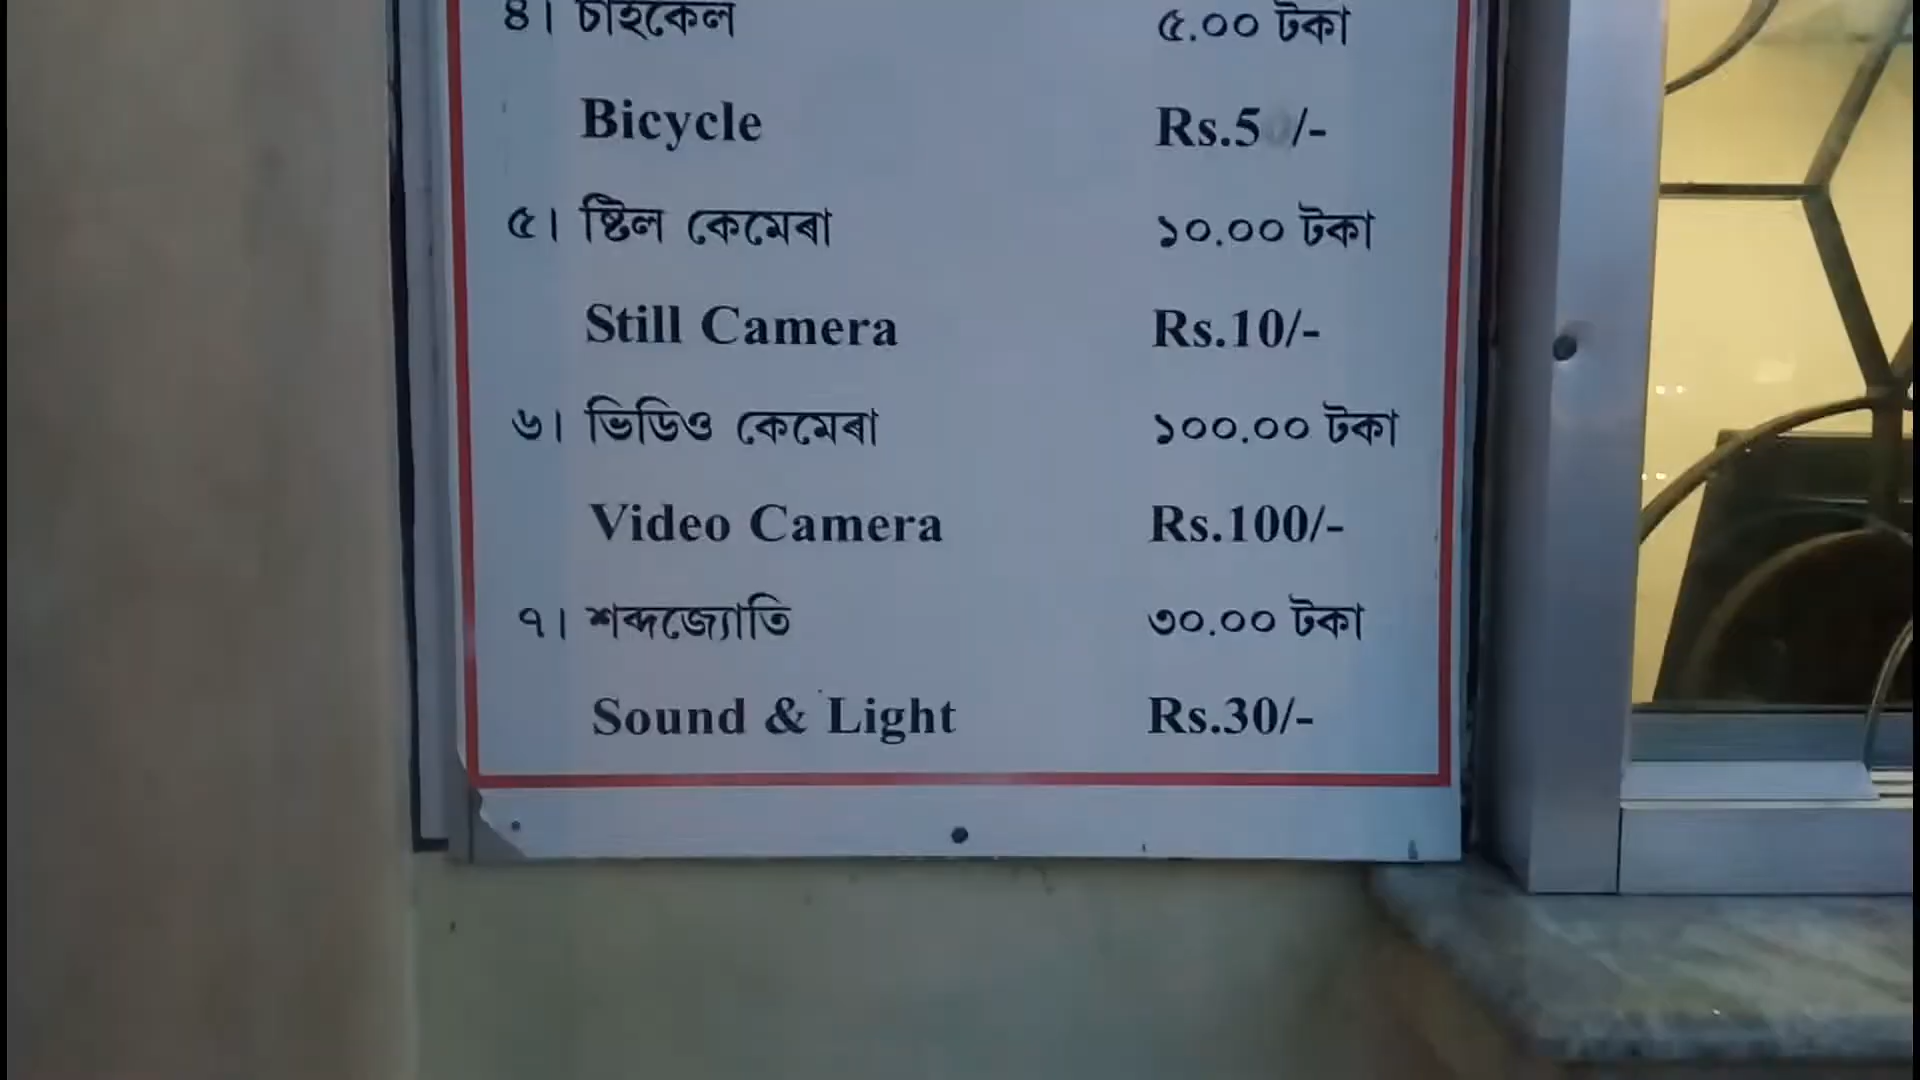 ৪। চাইকেল ৫.০০ টকা
Bicycle Rs.5 /-
৫। ষ্টিল কেমেৰা ১০.০০ টকা
Still Camera Rs.10/-
৬। ভিডিও কেমেৰা ১০০.০০ টকা
Video Camera Rs.100/-
৭। শব্দজ্যোতি ৩০.০০ টকা
Sound & Light Rs.30/-